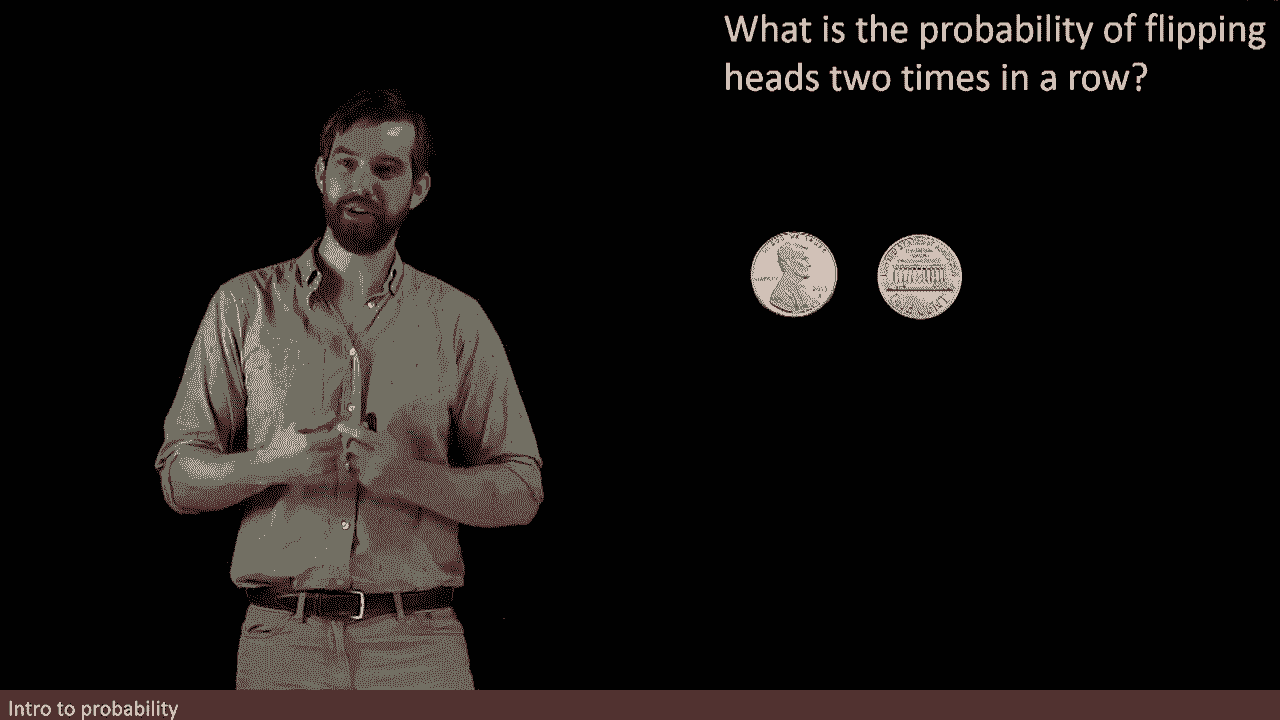 What is the probability of flipping
heads two times in a row?
Intro to probability